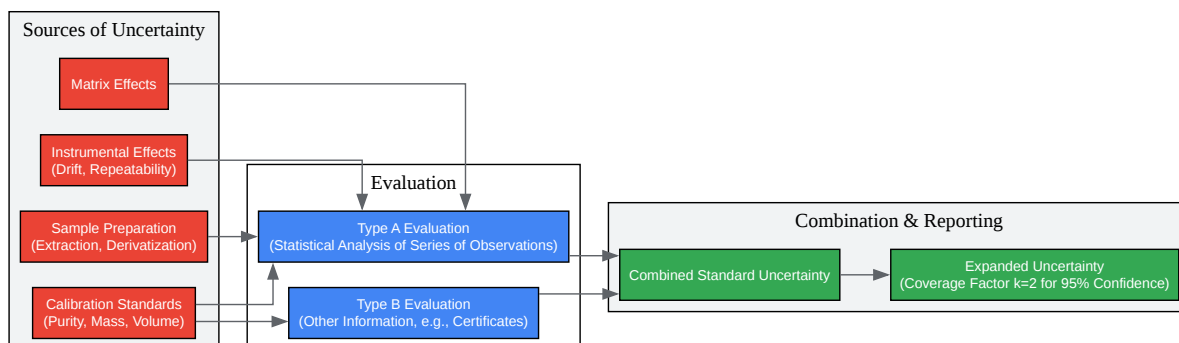 Sources of Uncertainty
Matrix Effects
Instrumental Effects
(Drift, Repeatability)
Sample Preparation
(Extraction, Derivatization)
Calibration Standards
(Purity, Mass, Volume)
Evaluation
Type A Evaluation
(Statistical Analysis of Series of Observations)
Type B Evaluation
(Other Information, e.g., Certificates)
Combination & Reporting
Combined Standard Uncertainty
Expanded Uncertainty
(Coverage Factor k=2 for 95% Confidence)